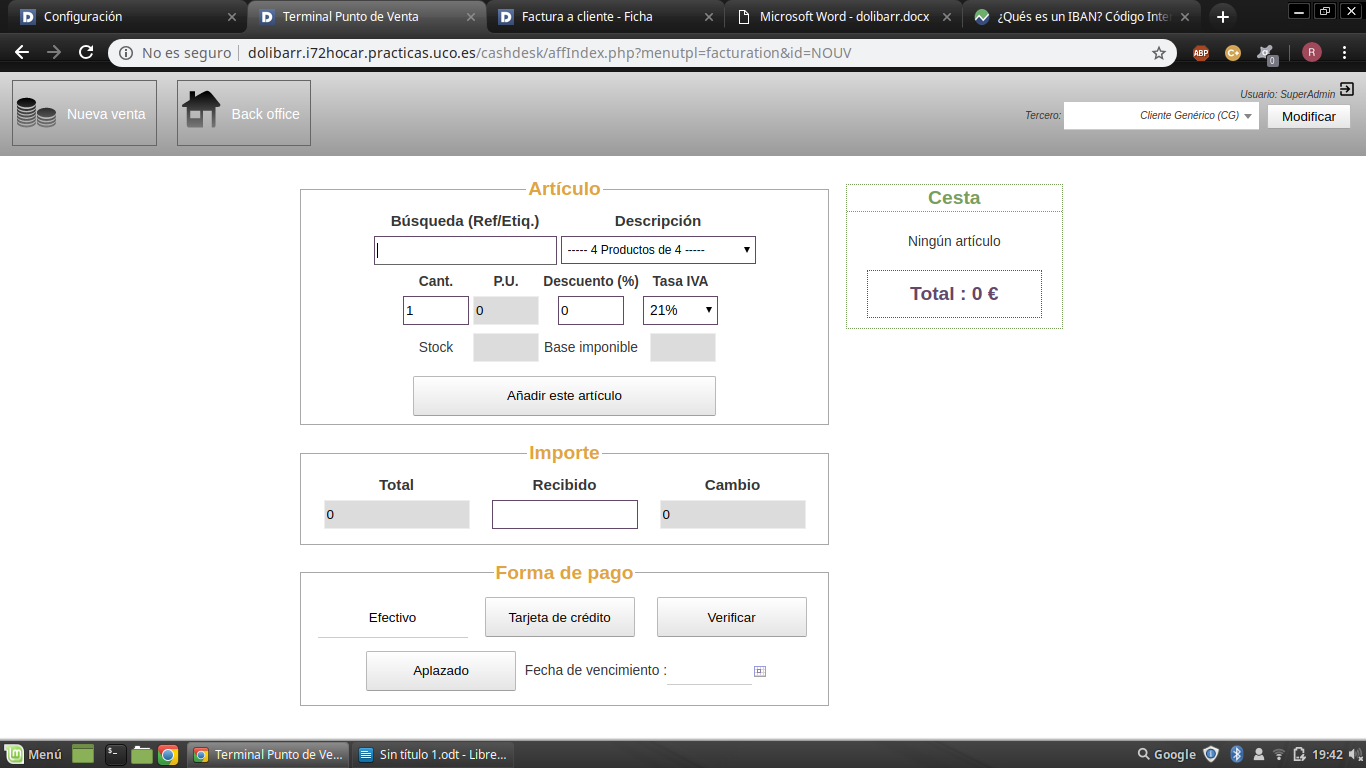 Configuración
Terminal Punto de Venta
Factura a cliente - Ficha
Microsoft Word - dolibarr.docx
¿Qués es un IBAN? Código Inter
No es seguro
dolibarr.i72hocar.practicas.uco.es/cashdesk/affIndex.php?menutpl=facturation&id=NOUV
ABP
C+
0
R
Nueva venta
Back office
Usuario: SuperAdmin
Tercero:
Cliente Genérico (CG)
Modificar
Artículo
Búsqueda (Ref/Etiq.)
Descripción
----- 4 Productos de 4 -----
Cant.
P.U.
Descuento (%)
Tasa IVA
1
0
0
21%
Stock
Base imponible
Añadir este artículo
Cesta
Ningún artículo
Total : 0 €
Importe
Total
Recibido
Cambio
0
0
Forma de pago
Efectivo
Tarjeta de crédito
Verificar
Aplazado
Fecha de vencimiento :
Menú
Terminal Punto de Ve...
Sin título 1.odt - Libre...
Google
19:42